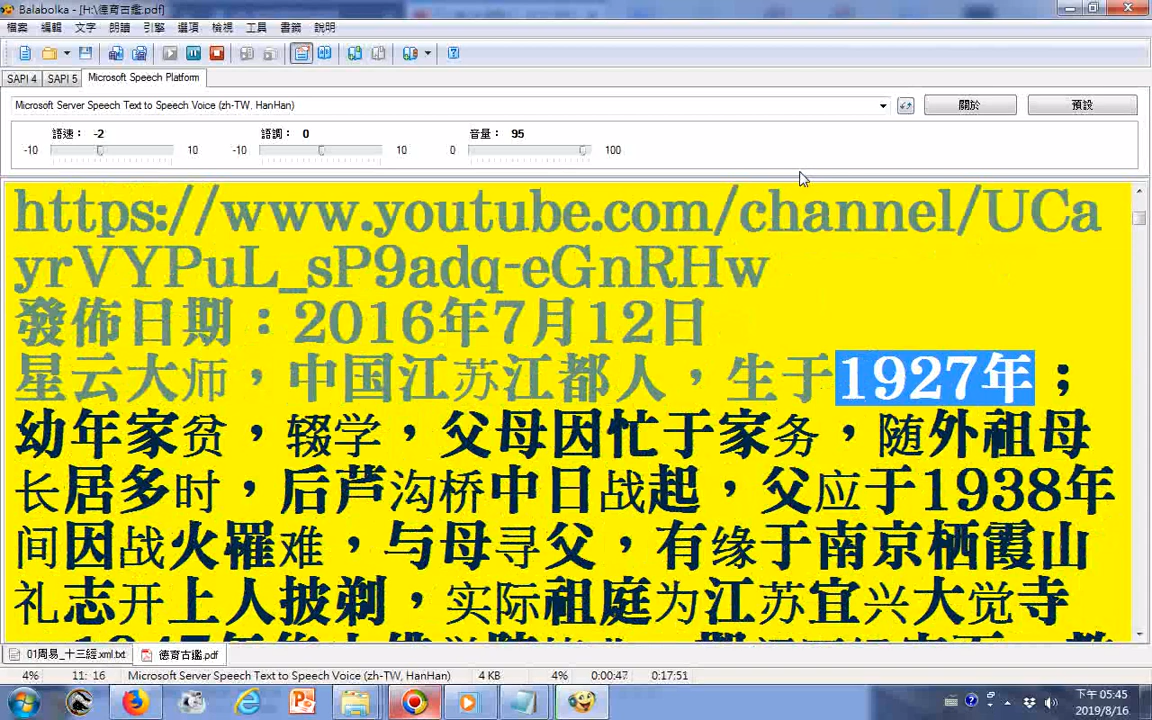 Balabolka - [H:\德育古鑑.pdf]
檔案 編輯 文字 朗讀 引擎 選項 檢視 工具 書籤 說明
SAPI 4 SAPI 5 Microsoft Speech Platform
Microsoft Server Speech Text to Speech Voice (zh-TW, HanHan) 關於 預設
語速： -2 語調： 0 音量： 95
-10 10 -10 10 0 100
https://www.youtube.com/channel/UCa
yrVYPuL_sP9adq-eGnRHw
發佈日期：2016年7月12日
星云大师，中国江苏江都人，生于1927年；
幼年家贫，辍学，父母因忙于家务，随外祖母
长居多时，后芦沟桥中日战起，父应于1938年
间因战火罹难，与母寻父，有缘于南京栖霞山
礼志开上人披剃，实际祖庭为江苏宜兴大觉寺
01周易_十三經.xml.txt 德育古鑑.pdf
4% 11: 16 Microsoft Server Speech Text to Speech Voice (zh-TW, HanHan) 4 KB 4% 0:00:47 0:17:51
下午 05:45
2019/8/16